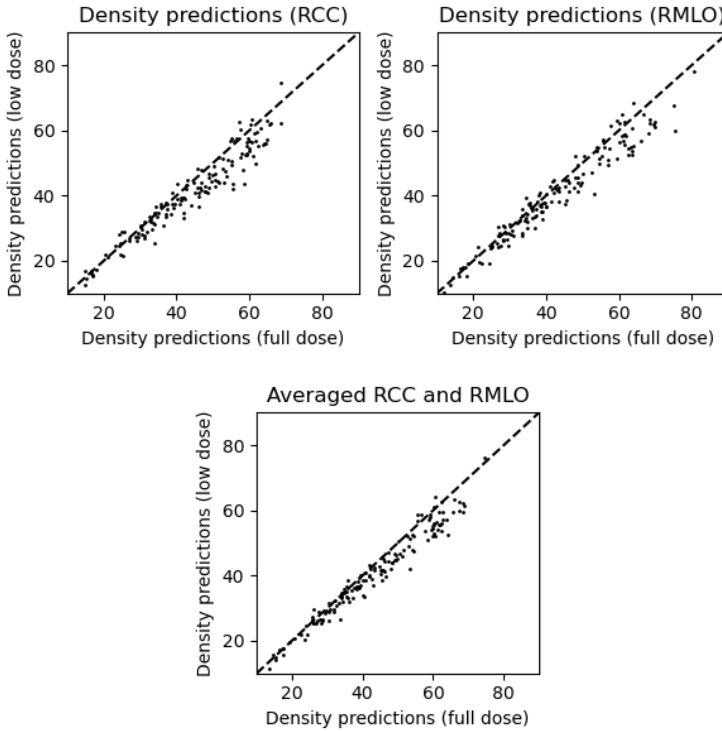 Density predictions (RCC)
Density predictions (low dose)
80
60
40
20
20 40 60 80
Density predictions (full dose)
Density predictions (RMLO)
Density predictions (low dose)
80
60
40
20
20 40 60 80
Density predictions (full dose)
Averaged RCC and RMLO
Density predictions (low dose)
80
60
40
20
20 40 60 80
Density predictions (full dose)